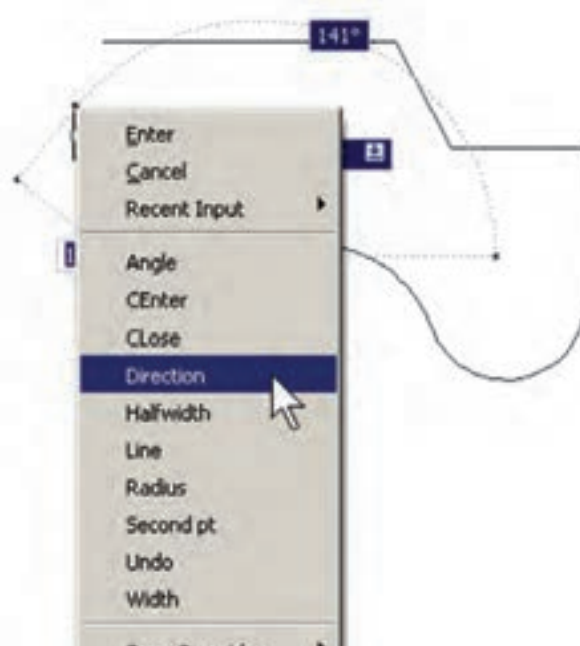 141°
Enter
Cancel
Recent Input
Angle
CEnter
CLose
Direction
Halfwidth
Line
Radius
Second pt
Undo
Width